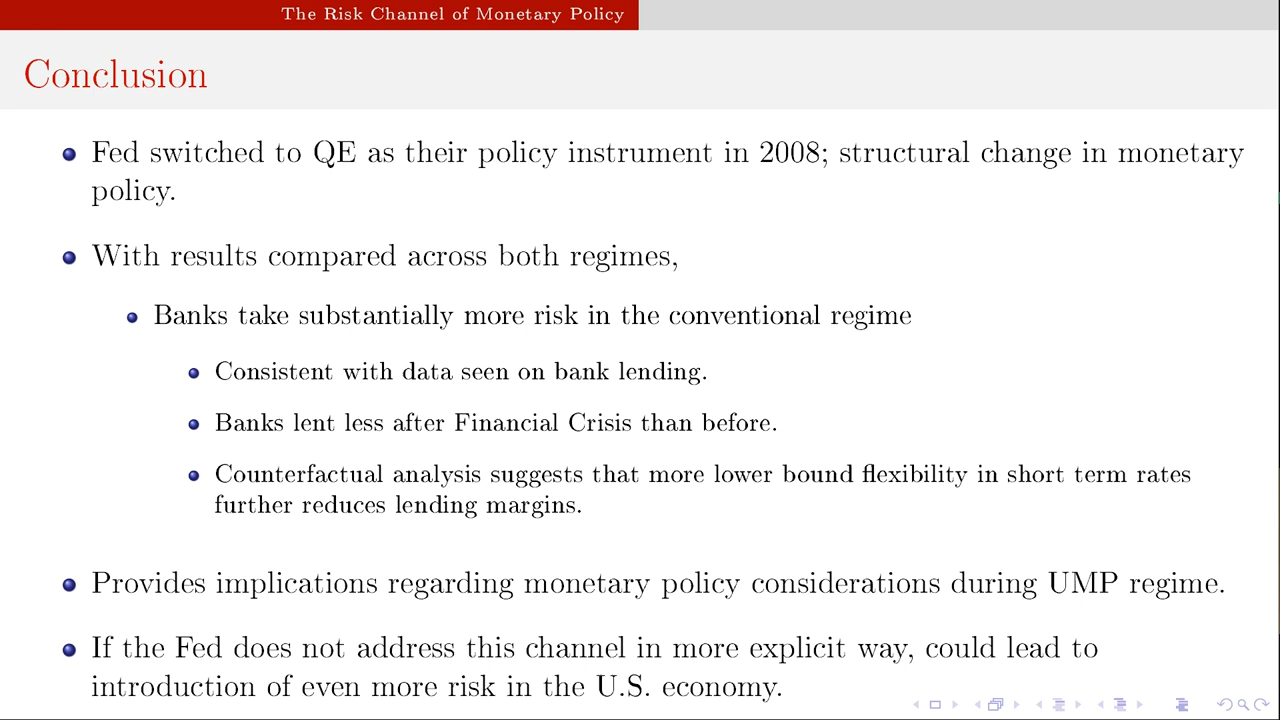 The Risk Channel of Monetary Policy
Conclusion
Fed switched to QE as their policy instrument in 2008; structural change in monetary
policy.
With results compared across both regimes,
Banks take substantially more risk in the conventional regime
Consistent with data seen on bank lending.
Banks lent less after Financial Crisis than before.
Counterfactual analysis suggests that more lower bound flexibility in short term rates
further reduces lending margins.
Provides implications regarding monetary policy considerations during UMP regime.
If the Fed does not address this channel in more explicit way, could lead to
introduction of even more risk in the U.S. economy.